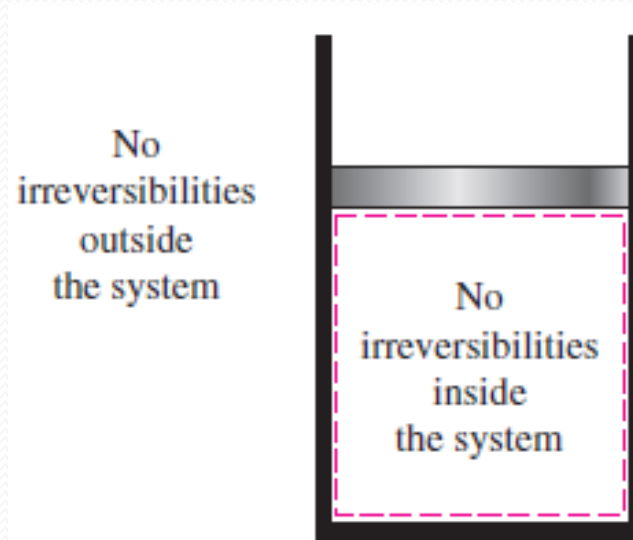 No
irreversibilities
outside
the system
No
irreversibilities
inside
the system